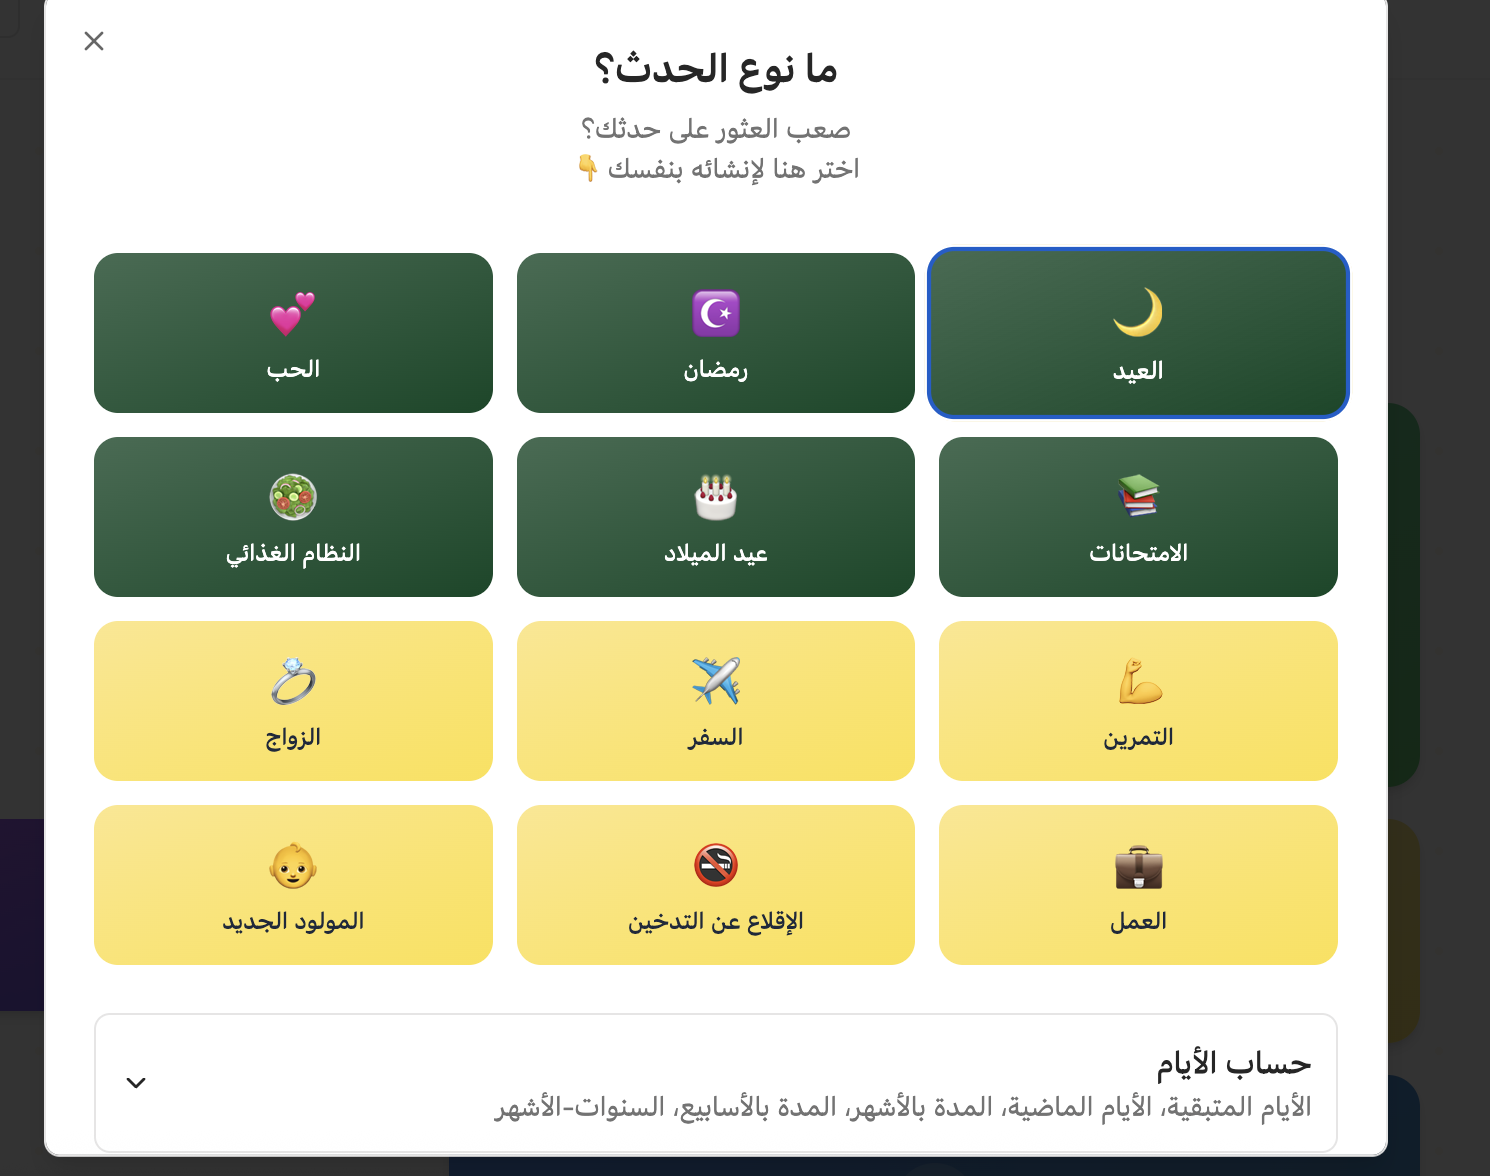 ما نوع الحدث؟
صعب العثور على حدثك؟
اختر هنا لإنشائه بنفسك 👇
العيد
رمضان
الحب
الامتحانات
عيد الميلاد
النظام الغذائي
التمرين
السفر
الزواج
العمل
الإقلاع عن التدخين
المولود الجديد
حساب الأيام
الأيام المتبقية، الأيام الماضية، المدة بالأشهر، المدة بالأسابيع، السنوات-الأشهر